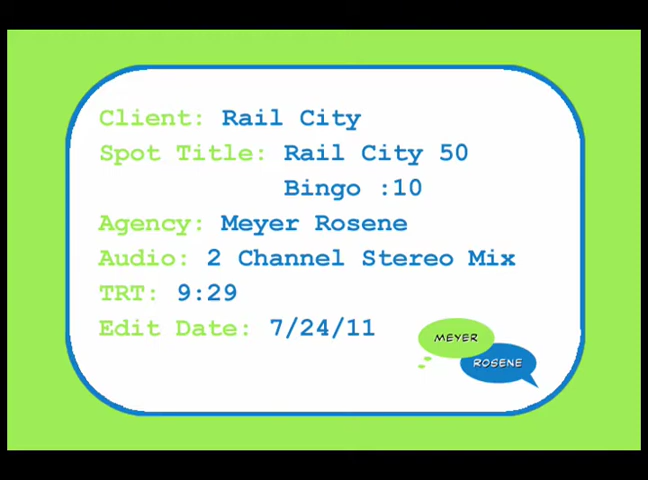 Client: Rail City
Spot Title: Rail City 50
Bingo :10
Agency: Meyer Rosene
Audio: 2 Channel Stereo Mix
TRT: 9:29
Edit Date: 7/24/11
MEYER
ROSENE